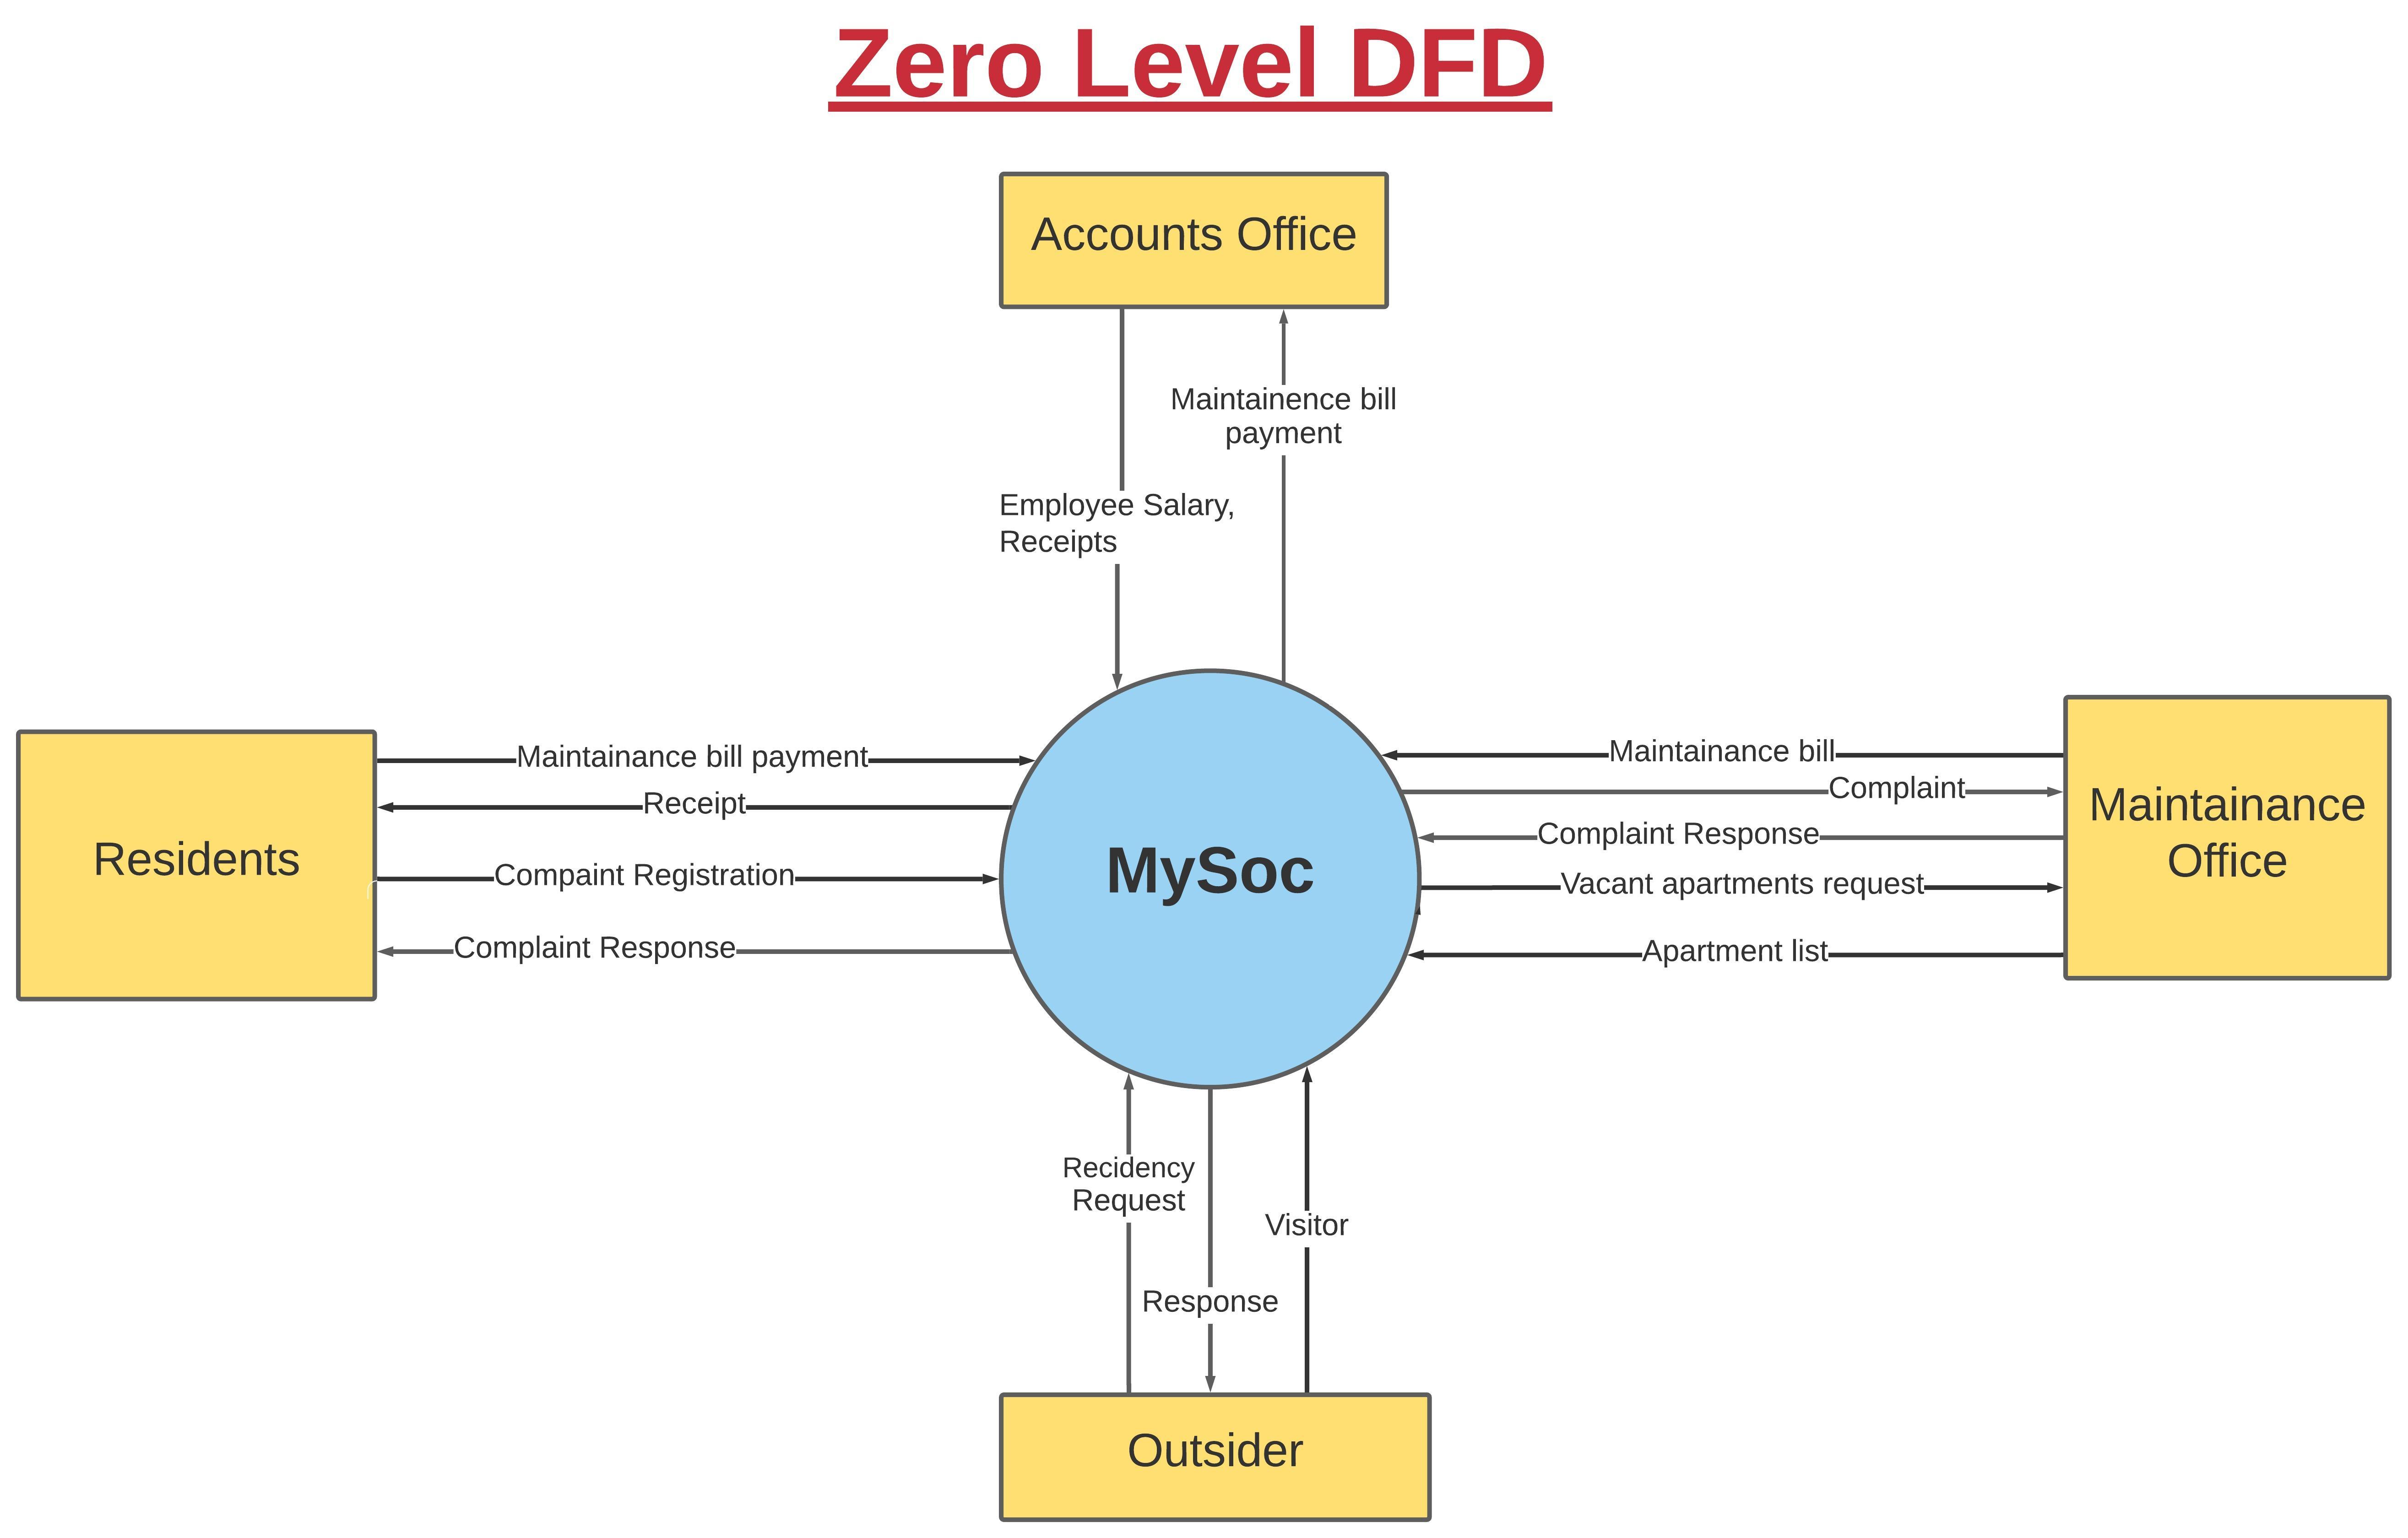 Zero Level DFD
Accounts Office
Maintainence bill
payment
Employee Salary,
Receipts
Residents
Maintainance bill payment
Receipt
Compaint Registration
Complaint Response
MySoc
Maintainance bill
Complaint
Complaint Response
Vacant apartments request
Apartment list
Maintainance
Office
Recidency
Request
Visitor
Response
Outsider